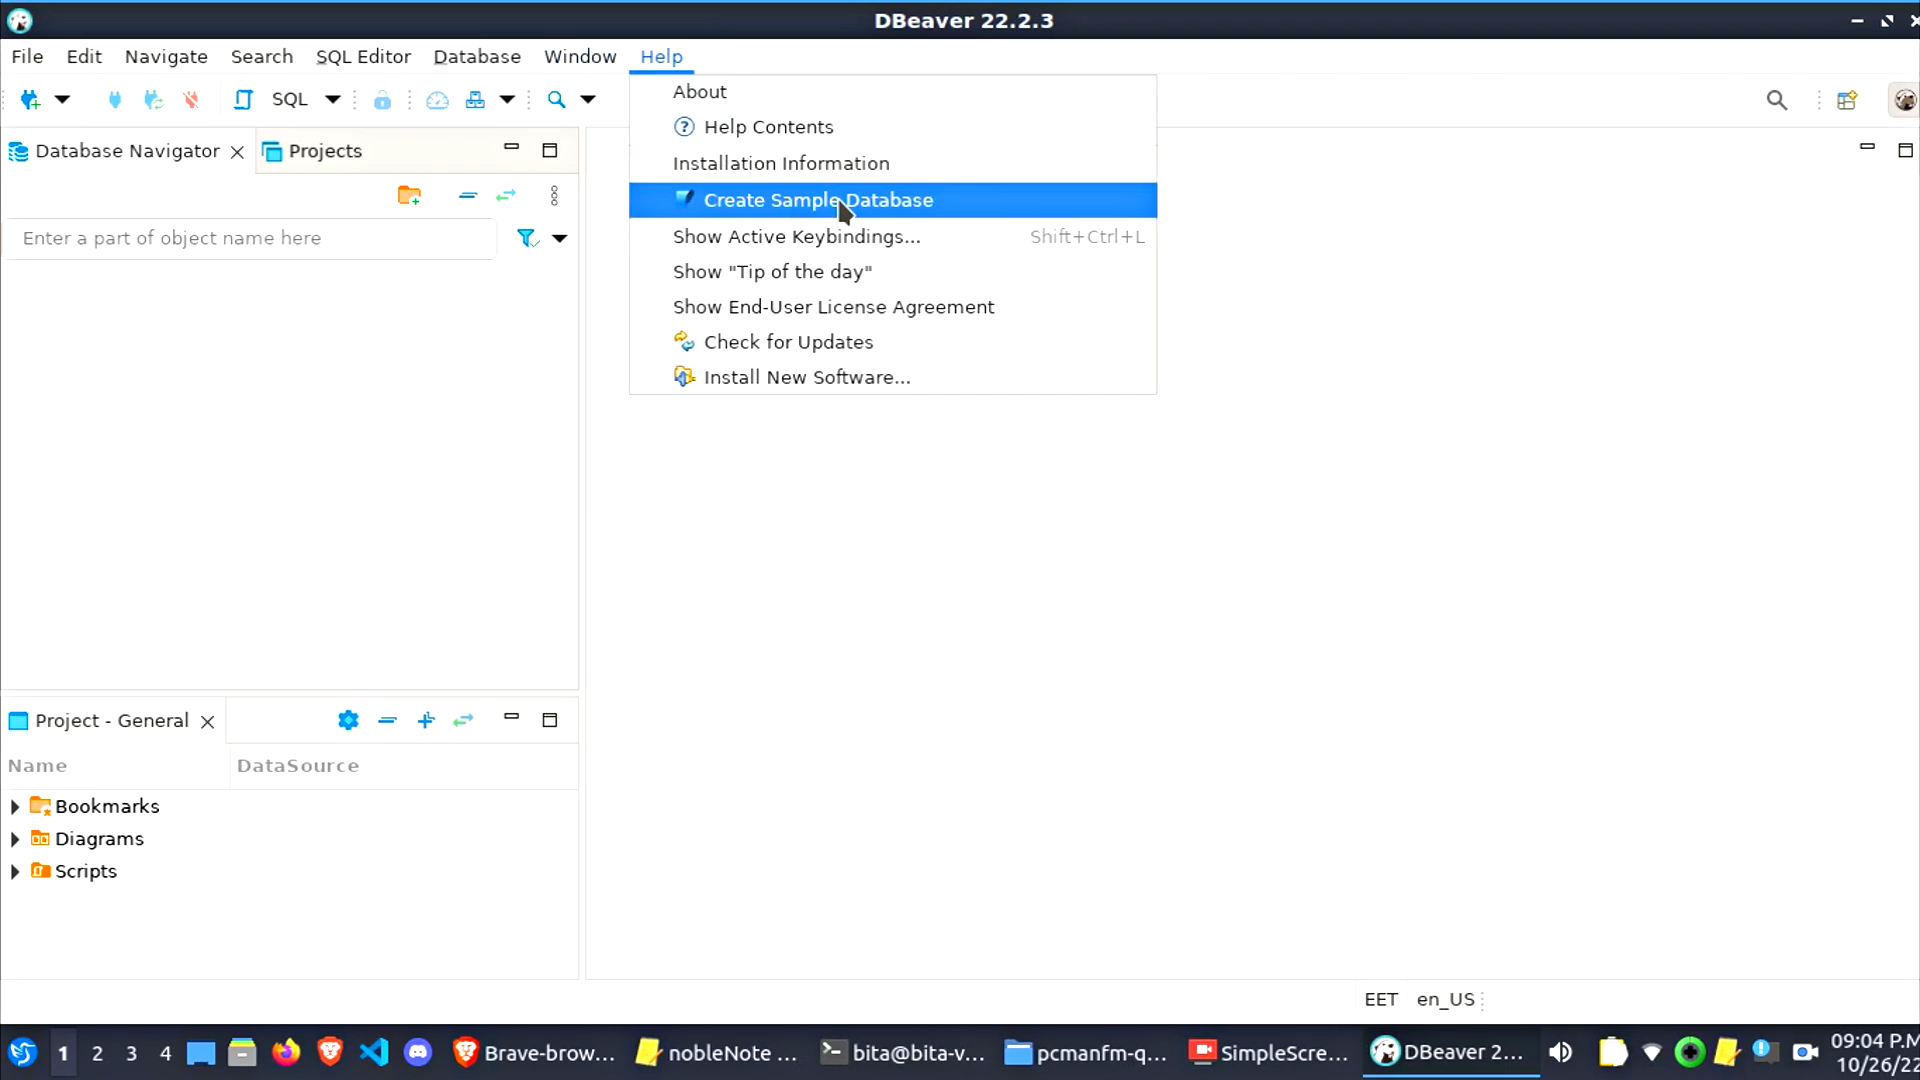 DBeaver 22.2.3
File Edit Navigate Search SQL Editor Database Window Help
SQL
About
Help Contents
Installation Information
Create Sample Database
Show Active Keybindings... Shift+Ctrl+L
Show "Tip of the day"
Show End-User License Agreement
Check for Updates
Install New Software...
Database Navigator Projects
Enter a part of object name here
Project - General
Name DataSource
Bookmarks
Diagrams
Scripts
EET en_US
1 2 3 4 Brave-brow... nobleNote ... bita@bita-v... pcmanfm-q... SimpleScre... DBeaver 2... 09:04 P.M
10/26/22